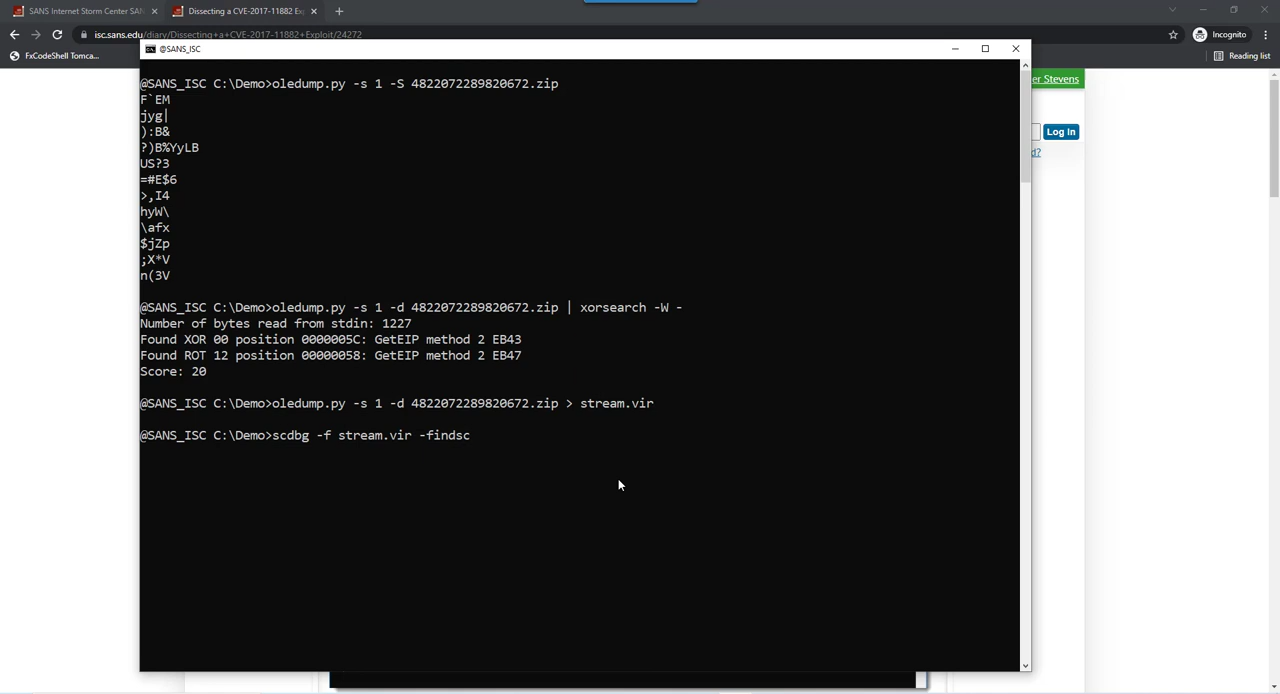 SANS Internet Storm Center SAN
Dissecting a CVE-2017-11882 Ex
isc.sans.edu/diary/Dissecting+a+CVE-2017-11882+Exploit/24272
Incognito
FxCodeShell Tomca...
Reading list
@SANS_ISC
er Stevens
Log In
d?
@SANS_ISC C:\Demo>oledump.py -s 1 -S 4822072289820672.zip
F`EM
jyg|
):B&
?)B%YyLB
US?3
=#E$6
>,I4
hyW\
\afx
$jZp
;X*V
n(3V
@SANS_ISC C:\Demo>oledump.py -s 1 -d 4822072289820672.zip | xorsearch -W -
Number of bytes read from stdin: 1227
Found XOR 00 position 0000005C: GetEIP method 2 EB43
Found ROT 12 position 00000058: GetEIP method 2 EB47
Score: 20
@SANS_ISC C:\Demo>oledump.py -s 1 -d 4822072289820672.zip > stream.vir
@SANS_ISC C:\Demo>scdbg -f stream.vir -findsc